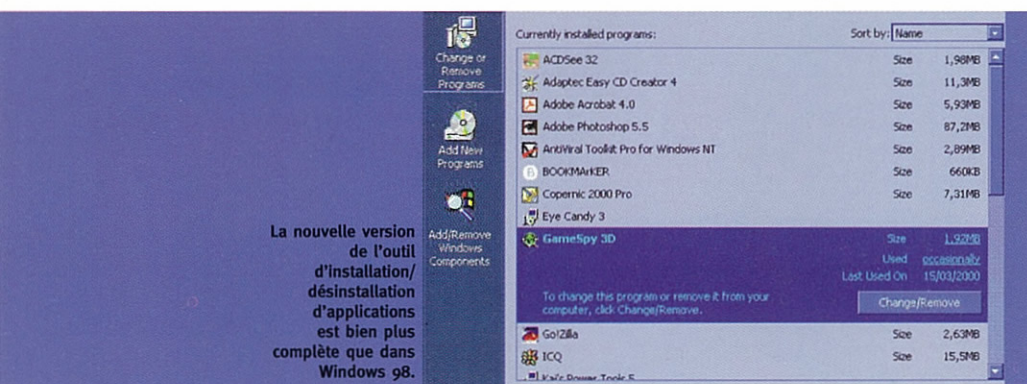 La nouvelle version
de l'outil
d'installation/
désinstallation
d'applications
est bien plus
complète que dans
Windows 98.
Change or
Remove
Programs
Add New
Programs
Add/Remove
Windows
Components
Currently installed programs: Sort by: Name
ACDSee 32 Size 1,98MB
Adaptec Easy CD Creator 4 Size 11,3MB
Adobe Acrobat 4.0 Size 5,93MB
Adobe Photoshop 5.5 Size 87,2MB
AntiViral Toolkit Pro for Windows NT Size 2,89MB
BOOKMArkER Size 660KB
Copernic 2000 Pro Size 7,31MB
Eye Candy 3
GameSpy 3D Size 1,92MB
Used occasionally
Last Used On 15/03/2000
To change this program or remove it from your
computer, click Change/Remove.
Change/Remove
Go!Zilla Size 2,63MB
ICQ Size 15,5MB
Kai's Power Tools 5